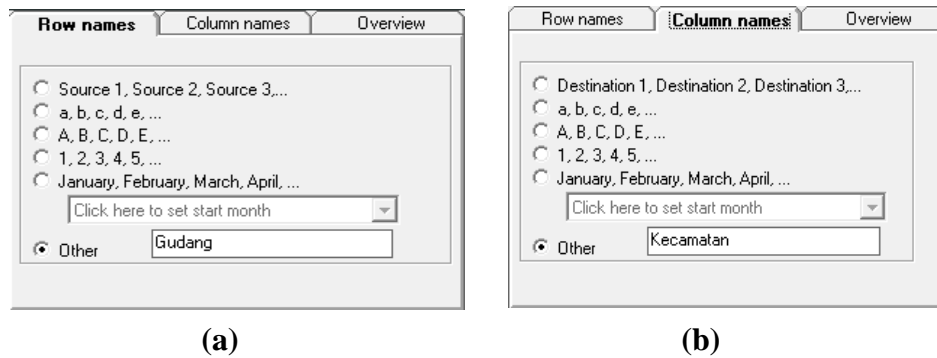 Row names Column names Overview
Source 1, Source 2, Source 3,...
a, b, c, d, e, ...
A, B, C, D, E, ...
1, 2, 3, 4, 5, ...
January, February, March, April, ...
Click here to set start month
Other Gudang
(a)
Row names Column names Overview
Destination 1, Destination 2, Destination 3,...
a, b, c, d, e, ...
A, B, C, D, E, ...
1, 2, 3, 4, 5, ...
January, February, March, April, ...
Click here to set start month
Other Kecamatan
(b)